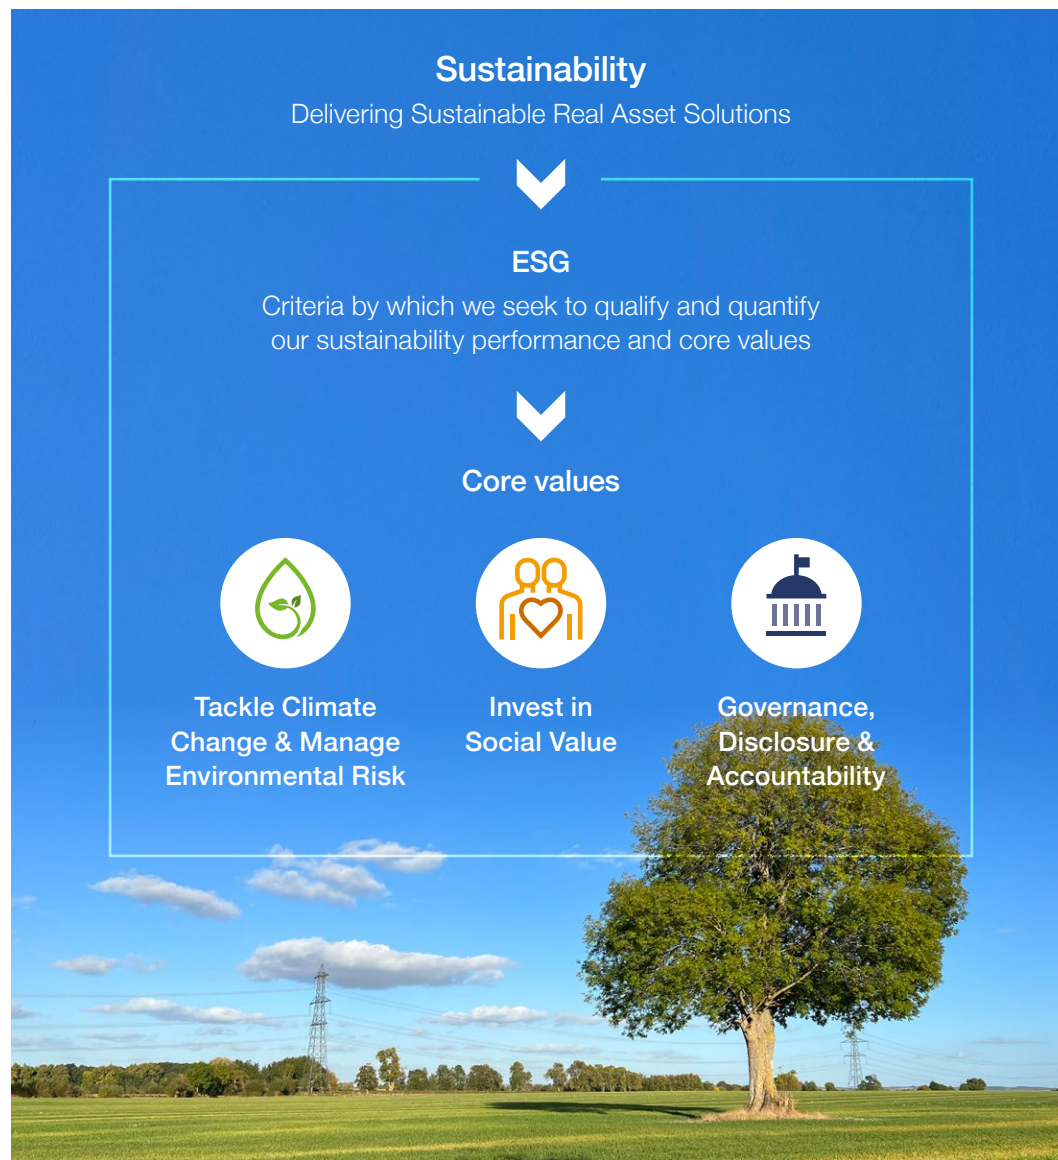 Sustainability
Delivering Sustainable Real Asset Solutions
ESG
Criteria by which we seek to qualify and quantify
our sustainability performance and core values
Core values
Tackle Climate
Change & Manage
Environmental Risk
Invest in
Social Value
Governance,
Disclosure &
Accountability